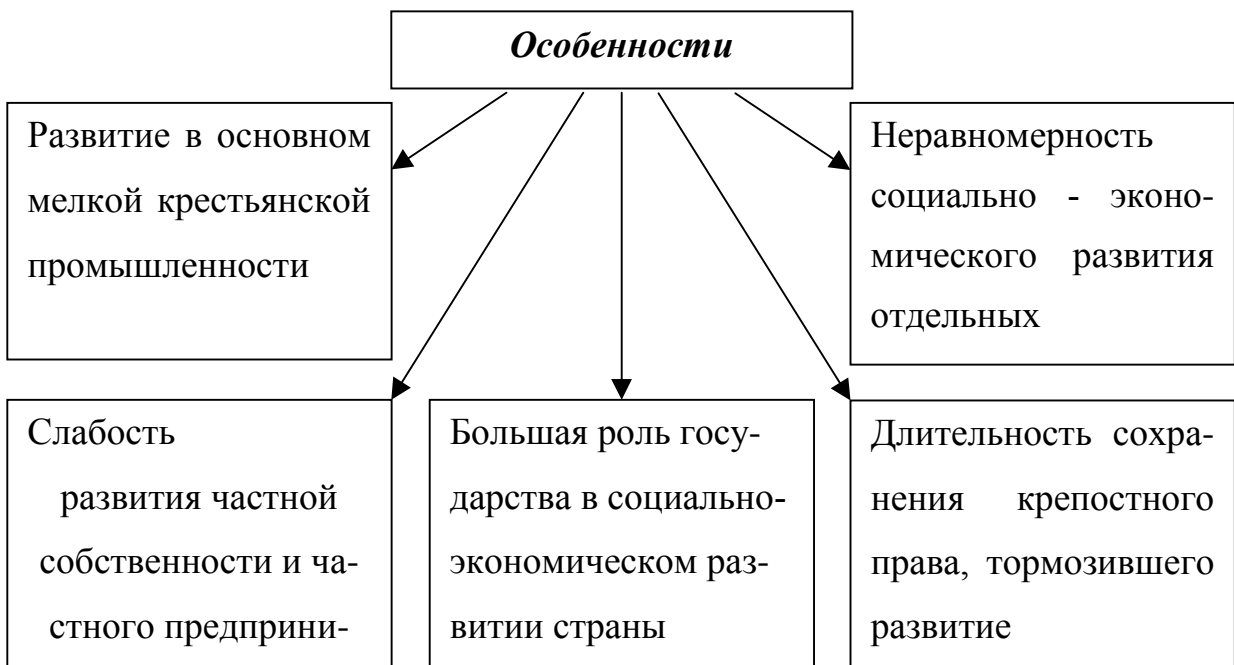 Особенности
Развитие в основном
мелкой крестьянской
промышленности
Неравномерность
социально - эконо-
мического развития
отдельных
Слабость
развития частной
собственности и ча-
стного предприни-
Большая роль госу-
дарства в социально-
экономическом раз-
витии страны
Длительность сохра-
нения крепостного
права, тормозившего
развитие